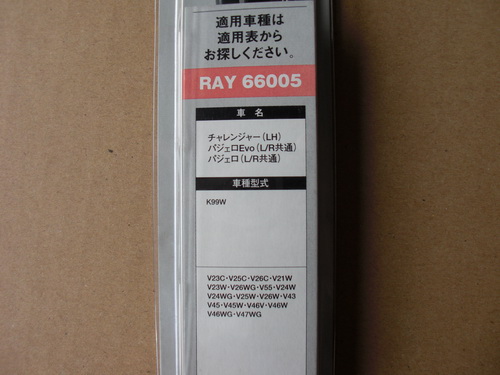 適用車種は
適用表から
お探しください。
RAY 66005
車 名
チャレンジャー(LH)
パジェロEvo(L/R共通)
パジェロ(L/R共通)
車種型式
K99W
V23C・V25C・V26C・V21W
V23W・V26WG・V55・V24W
V24WG・V25W・V26W・V43
V45・V45W・V46V・V46W
V46WG・V47WG